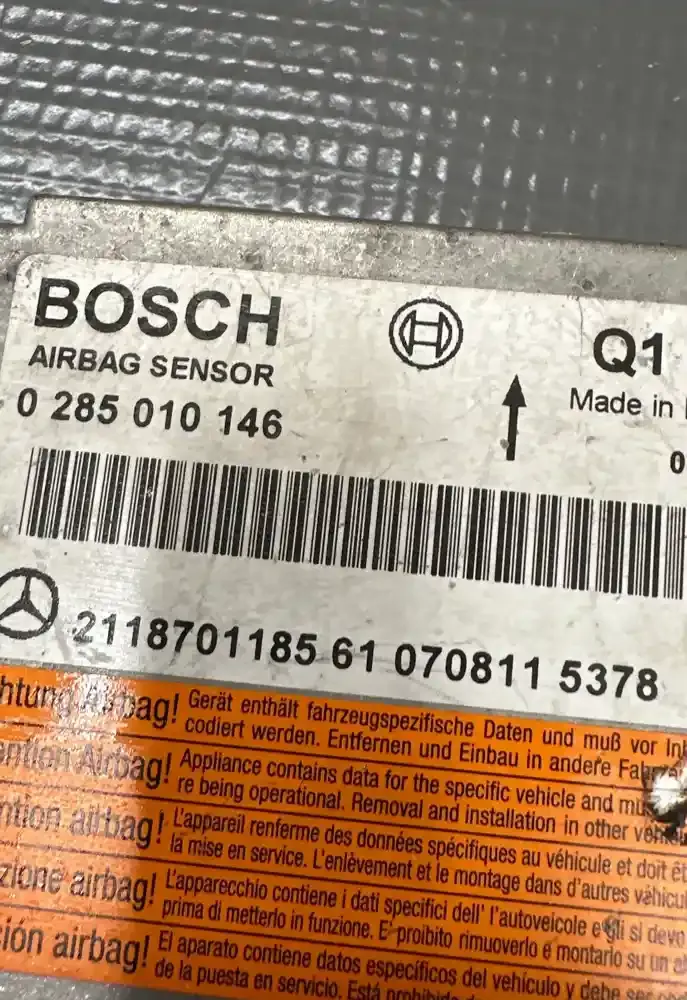 BOSCH
AIRBAG SENSOR
0 285 010 146
Q1
Made in
0
2118701185 61 070811 5378
Airbag! Gerät enthält fahrzeugspezifische Daten und muß vor
codiert werden. Entfernen und Einbau in andere
Airbag! Appliance contains data for the specific vehicle and
re being operational. Removal and installation in other
airbag! L'appareil renferme des données spécifiques au véhicule et doit
la mise en service. L'enlèvement et le montage dans d'autres
airbag! L'apparecchio contiene i dati specifici dell' l'autoveicole e gli si devo
prima di metterlo in funzione. E' proibito rimuoverlo é montarlo su un
airbag! El aparato contiene datos específicos del vehículo y debe
de la puesta en servicio. Está